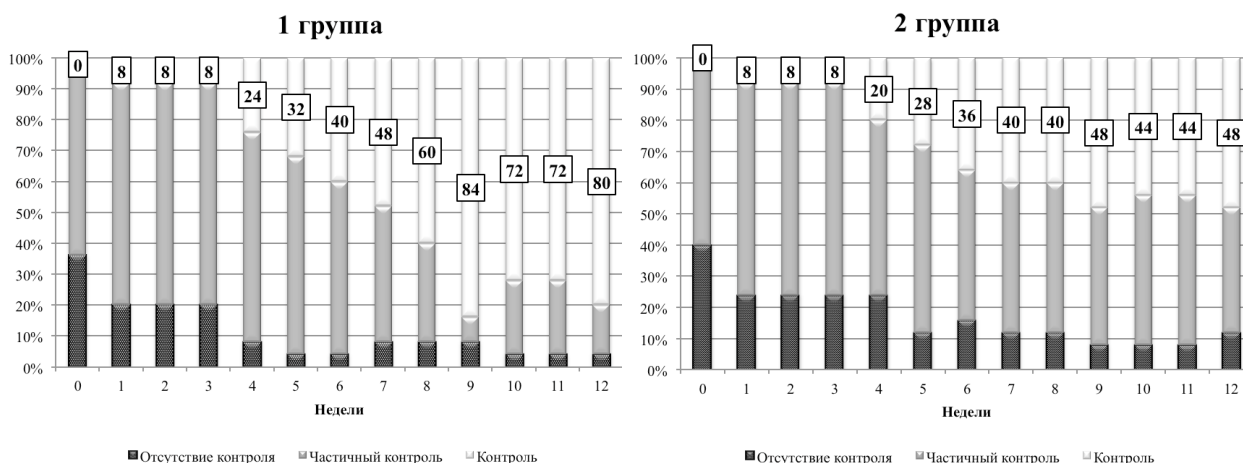 1 группа
100%
90%
80%
70%
60%
50%
40%
30%
20%
10%
0%
0 8 8 8 24 32 40 48 60 84 72 72 80
0 1 2 3 4 5 6 7 8 9 10 11 12
Недели
Отсутствие контроля Частичный контроль Контроль
2 группа
100%
90%
80%
70%
60%
50%
40%
30%
20%
10%
0%
0 8 8 8 20 28 36 40 40 48 44 44 48
0 1 2 3 4 5 6 7 8 9 10 11 12
Недели
Отсутствие контроля Частичный контроль Контроль